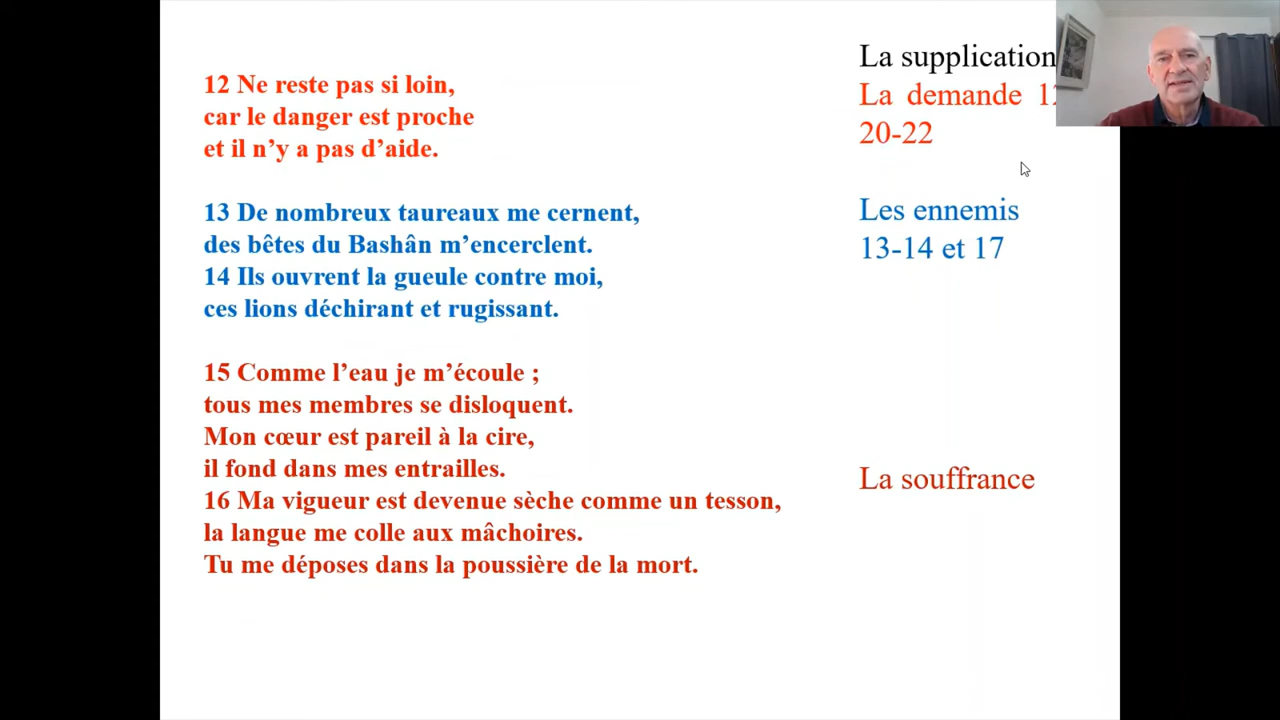 12 Ne reste pas si loin,
car le danger est proche
et il n’y a pas d’aide.
13 De nombreux taureaux me cernent,
des bêtes du Bashân m’encerclent.
14 Ils ouvrent la gueule contre moi,
ces lions déchirant et rugissant.
15 Comme l’eau je m’écoule ;
tous mes membres se disloquent.
Mon cœur est pareil à la cire,
il fond dans mes entrailles.
16 Ma vigueur est devenue sèche comme un tesson,
la langue me colle aux mâchoires.
Tu me déposes dans la poussière de la mort.
La supplication
La demande
20-22
Les ennemis
13-14 et 17
La souffrance